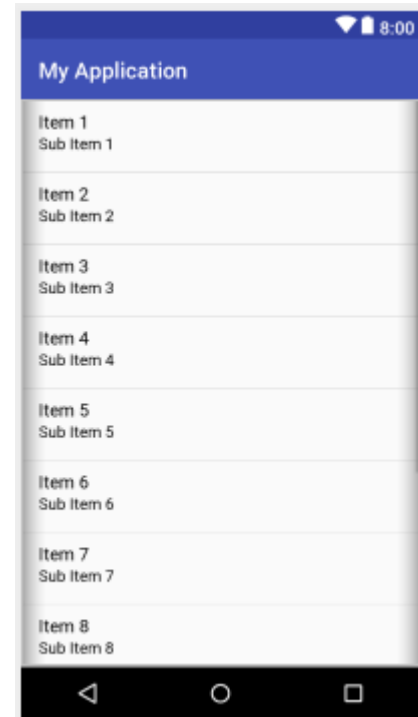 8:00
My Application
Item 1
Sub Item 1
Item 2
Sub Item 2
Item 3
Sub Item 3
Item 4
Sub Item 4
Item 5
Sub Item 5
Item 6
Sub Item 6
Item 7
Sub Item 7
Item 8
Sub Item 8